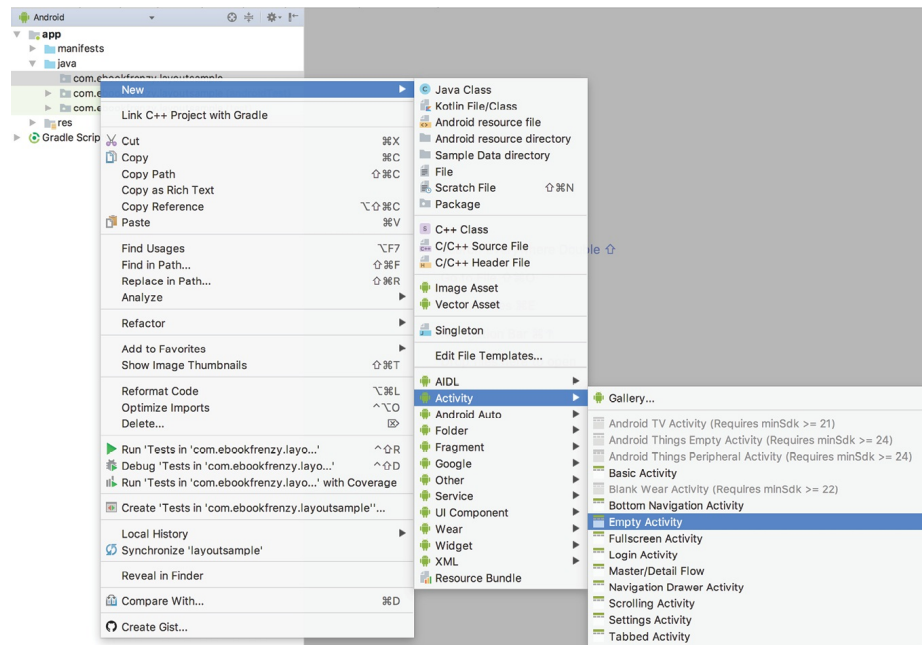 Android
app
manifests
java
com.ebookfrenzy.layoutsample
com.e
com.e
res
Gradle Scrip
New
Link C++ Project with Gradle
Cut ⌘X
Copy ⌘C
Copy Path ⇧⌘C
Copy as Rich Text
Copy Reference ⌥⇧⌘C
Paste ⌘V
Find Usages ⌥F7
Find in Path... ⇧⌘F
Replace in Path... ⇧⌘R
Analyze
Refactor
Add to Favorites
Show Image Thumbnails ⇧⌘T
Reformat Code ⌥⌘L
Optimize Imports ^⌥O
Delete... ⌦
Run 'Tests in 'com.ebookfrenzy.layo...' ^⇧R
Debug 'Tests in 'com.ebookfrenzy.layo...' ^⇧D
Run 'Tests in 'com.ebookfrenzy.layo...' with Coverage
Create 'Tests in 'com.ebookfrenzy.layoutsample''...
Local History
Synchronize 'layoutsample'
Reveal in Finder
Compare With... ⌘D
Create Gist...
Java Class
Kotlin File/Class
Android resource file
Android resource directory
Sample Data directory
File
Scratch File ⇧⌘N
Package
C++ Class
C/C++ Source File
C/C++ Header File
Image Asset
Vector Asset
Singleton
Edit File Templates...
AIDL
Activity
Android Auto
Folder
Fragment
Google
Other
Service
UI Component
Wear
Widget
XML
Resource Bundle
Gallery...
Android TV Activity (Requires minSdk >= 21)
Android Things Empty Activity (Requires minSdk >= 24)
Android Things Peripheral Activity (Requires minSdk >= 24)
Basic Activity
Blank Wear Activity (Requires minSdk >= 22)
Bottom Navigation Activity
Empty Activity
Fullscreen Activity
Login Activity
Master/Detail Flow
Navigation Drawer Activity
Scrolling Activity
Settings Activity
Tabbed Activity